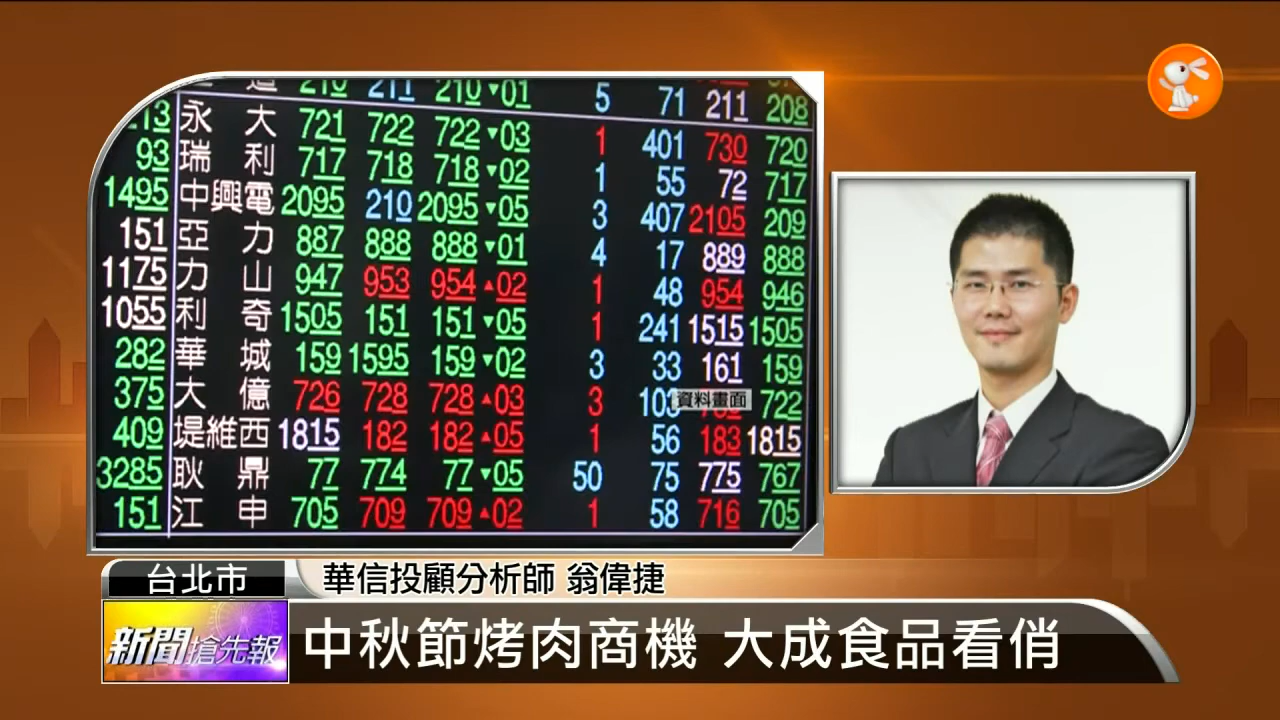 永大 721 722 722 ▼03 1 401 730 720
93 瑞利 717 718 718 ▼02 1 55 72 717
1495 中興電 2095 210 2095 ▼05 3 407 2105 209
151 亞力 887 888 888 ▼01 4 17 889 888
1175 力山 947 953 954 ▲02 1 48 954 946
1055 利奇 1505 151 151 ▼05 1 241 1515 1505
282 華城 159 1595 159 ▼02 3 33 161 159
375 大億 726 728 728 ▲03 3 103 722
資料畫面
409 堤維西 1815 182 182 ▲05 1 56 183 1815
3285 耿鼎 77 774 77 ▼05 50 75 775 767
151 江申 705 709 709 ▲02 1 58 716 705
台北市 華信投顧分析師 翁偉捷
新聞搶先報
中秋節烤肉商機 大成食品看俏